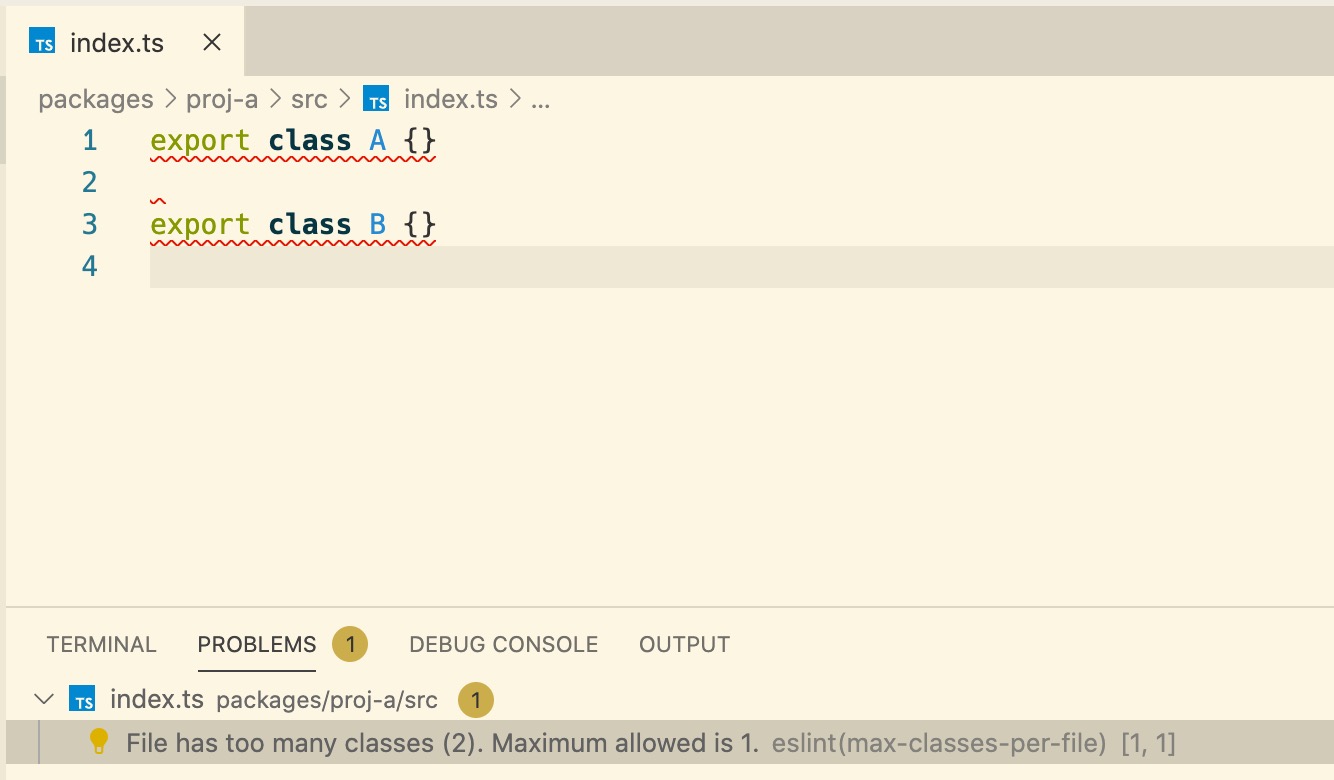 TS index.ts ×
packages > proj-a > src > TS index.ts > ...
1 export class A {}
2
3 export class B {}
4
TERMINAL PROBLEMS 1 DEBUG CONSOLE OUTPUT
TS index.ts packages/proj-a/src 1
File has too many classes (2). Maximum allowed is 1. eslint(max-classes-per-file) [1, 1]